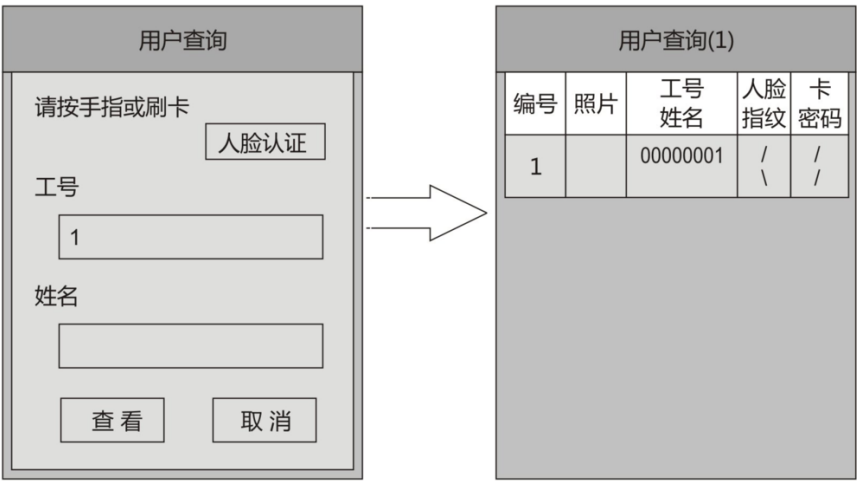 用户查询
请按手指或刷卡
人脸认证
工号
1
姓名
查看
取消
用户查询(1)
编号 照片 工号 姓名 人脸 指纹 卡 密码
1 00000001 / \ / /